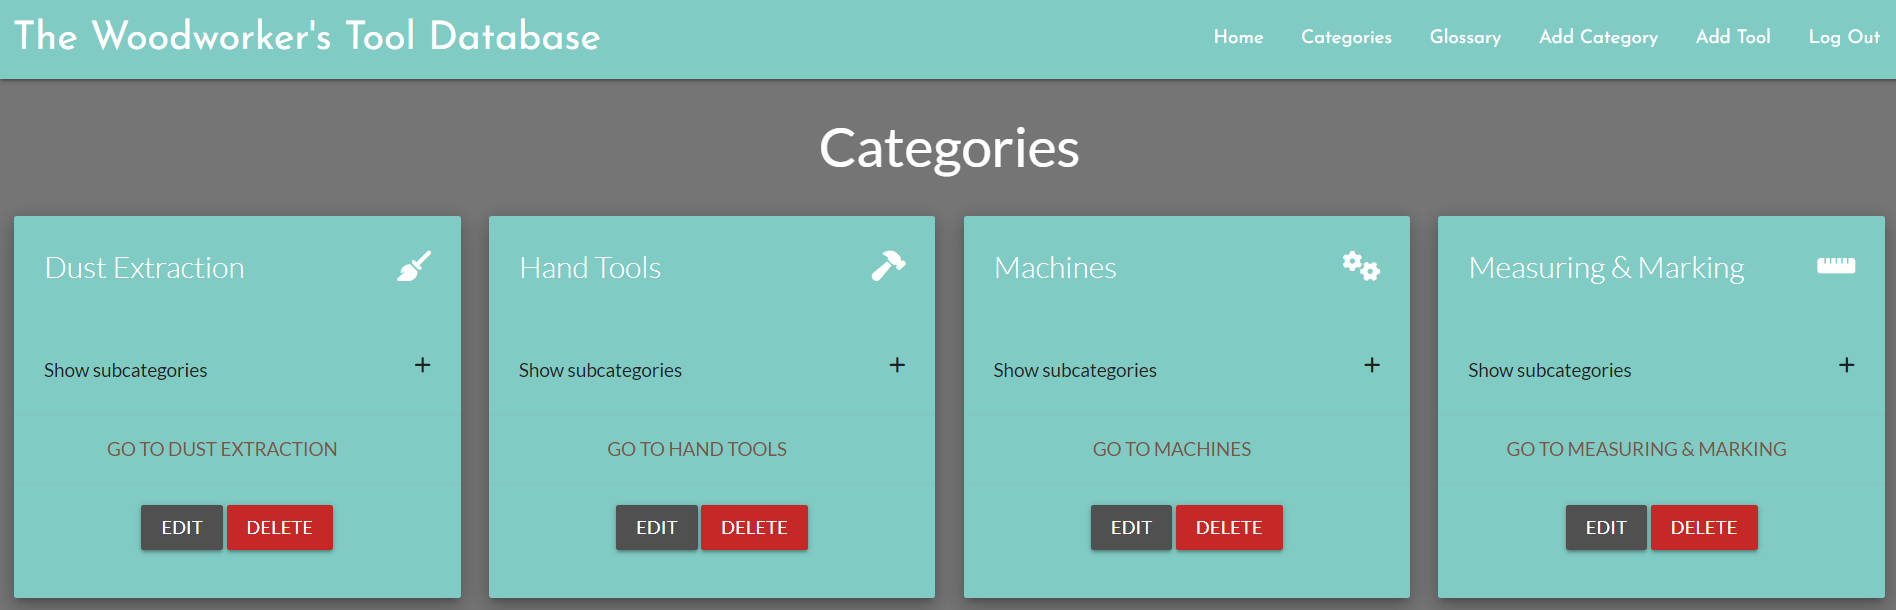 The Woodworker's Tool Database
Home Categories Glossary Add Category Add Tool Log Out
Categories
Dust Extraction
Show subcategories +
GO TO DUST EXTRACTION
EDIT DELETE
Hand Tools
Show subcategories +
GO TO HAND TOOLS
EDIT DELETE
Machines
Show subcategories +
GO TO MACHINES
EDIT DELETE
Measuring & Marking
Show subcategories +
GO TO MEASURING & MARKING
EDIT DELETE